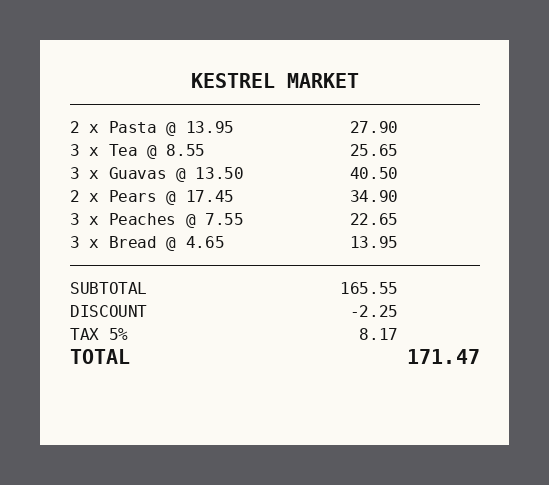 KESTREL MARKET
2 x Pasta @ 13.95 27.90
3 x Tea @ 8.55 25.65
3 x Guavas @ 13.50 40.50
2 x Pears @ 17.45 34.90
3 x Peaches @ 7.55 22.65
3 x Bread @ 4.65 13.95
SUBTOTAL 165.55
DISCOUNT -2.25
TAX 5% 8.17
TOTAL 171.47